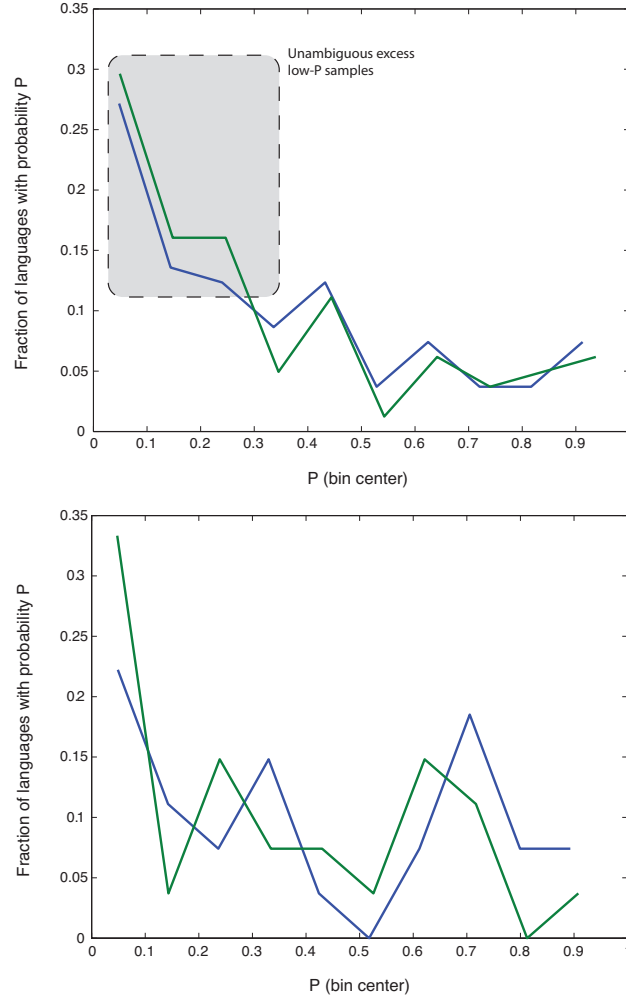 0.35
0.3
0.25
0.2
0.15
0.1
0.05
0
Fraction of languages with probability P
Unambiguous excess
low-P samples
0 0.1 0.2 0.3 0.4 0.5 0.6 0.7 0.8 0.9
P (bin center)
0.35
0.3
0.25
0.2
0.15
0.1
0.05
0
Fraction of languages with probability P
0 0.1 0.2 0.3 0.4 0.5 0.6 0.7 0.8 0.9
P (bin center)